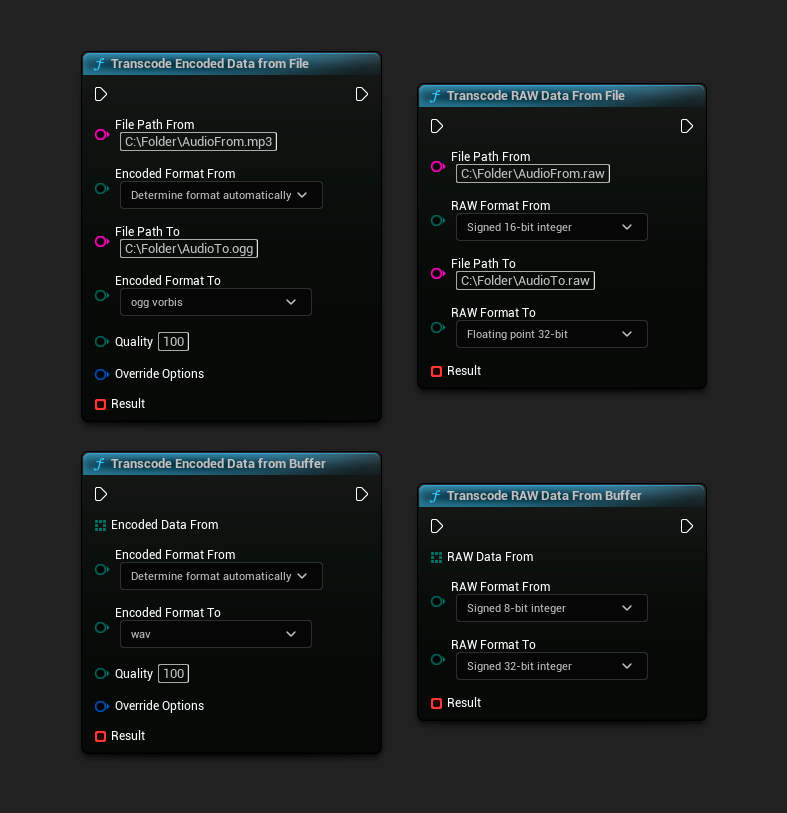 Transcode Encoded Data from File
File Path From
C:\Folder\AudioFrom.mp3
Encoded Format From
Determine format automatically
File Path To
C:\Folder\AudioTo.ogg
Encoded Format To
ogg vorbis
Quality 100
Override Options
Result
Transcode RAW Data From File
File Path From
C:\Folder\AudioFrom.raw
RAW Format From
Signed 16-bit integer
File Path To
C:\Folder\AudioTo.raw
RAW Format To
Floating point 32-bit
Result
Transcode Encoded Data from Buffer
Encoded Data From
Encoded Format From
Determine format automatically
Encoded Format To
wav
Quality 100
Override Options
Result
Transcode RAW Data From Buffer
RAW Data From
RAW Format From
Signed 8-bit integer
RAW Format To
Signed 32-bit integer
Result